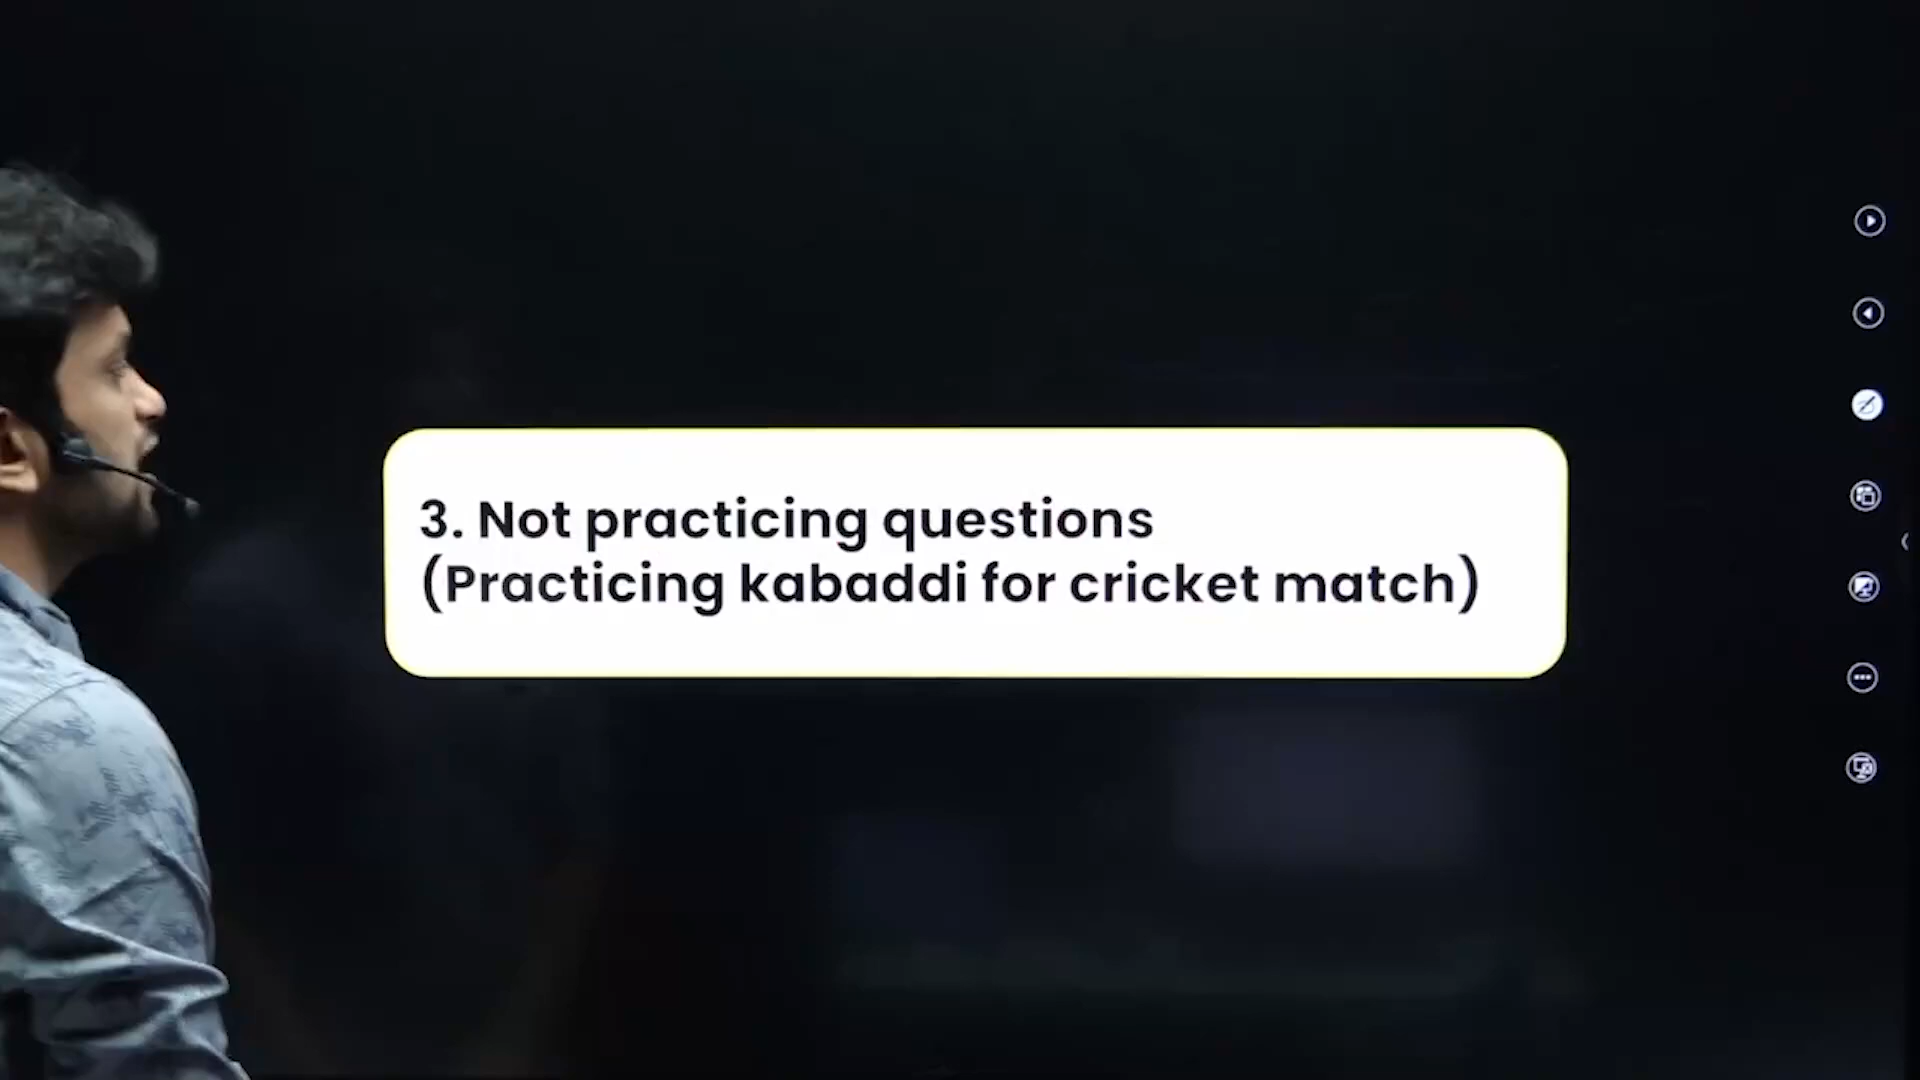 3. Not practicing questions
(Practicing kabaddi for cricket match)